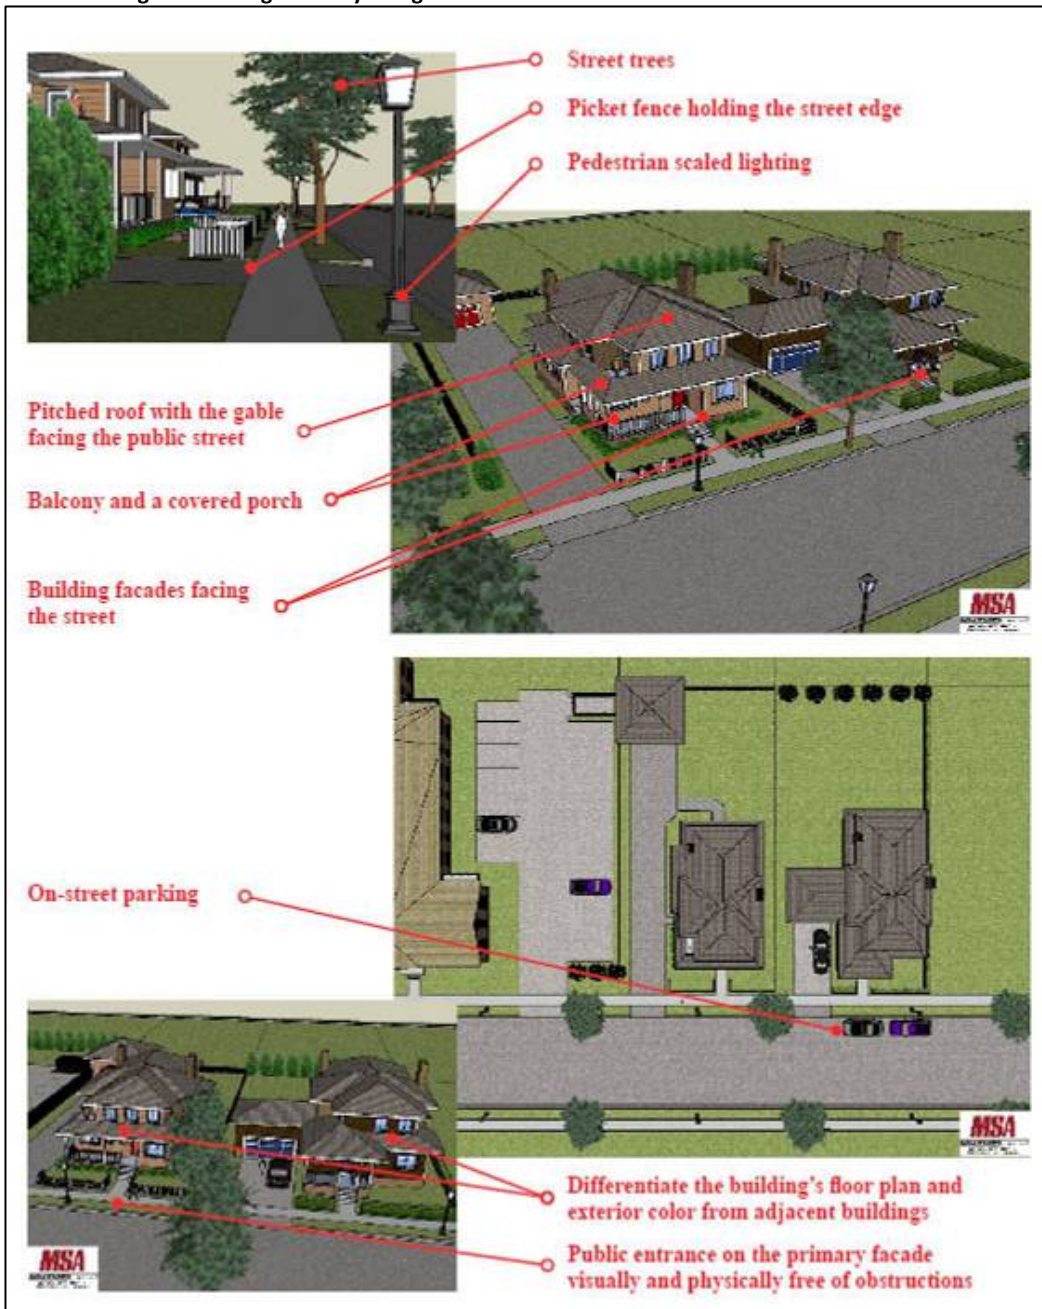 Street trees
Picket fence holding the street edge
Pedestrian scaled lighting
Pitched roof with the gable
facing the public street
Balcony and a covered porch
Building facades facing
the street
MSA
On-street parking
MSA
Differentiate the building's floor plan and
exterior color from adjacent buildings
Public entrance on the primary facade
visually and physically free of obstructions
MSA